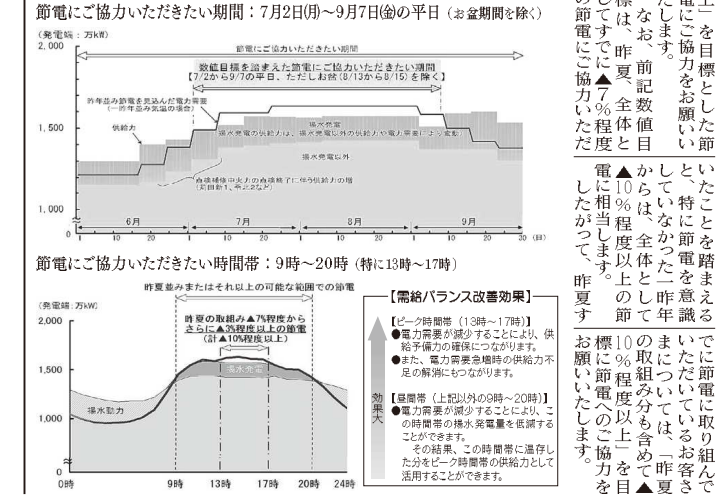 節電にご協力いただきたい期間：7月2日㈪～9月7日㈮の平日（お盆期間を除く）
（発電端：万kW）
2,000
1,500
1,000
0
節電にご協力いただきたい期間
数値目標を踏まえた節電にご協力いただきたい期間
【7/2から9/7の平日、ただしお盆(8/13から8/15)を除く】
昨年並み節電を見込んだ電力需要
（一昨年並み気温の場合）
供給力
揚水発電
揚水発電の供給力は、揚水発電以外の供給力や電力需要により変動
揚水発電以外
6月
7月
8月
9月
1 10 20 1 10 20 1 10 20 1 10 20 30 (日)
節電にご協力いただきたい時間帯：9時～20時（特に13時～17時）
昨夏並みまたはそれ以上の可能な範囲での節電
（発電端：万kW）
2,000
1,500
1,000
0
昨夏の取組み▲7%程度から
さらに▲3%程度以上の節電
（計▲10%程度以上）
揚水発電
揚水動力
0時 9時 13時 17時 20時 24時
【需給バランス改善効果】
効果大
【ピーク時間帯（13時～17時）】
●電力需要が減少することにより、供
給予備力の確保につながります。
●また、電力需要急増時の供給力不
足の解消にもつながります。
【昼間帯（上記以外の9時～20時）】
●電力需要が減少することにより、こ
の時間帯の揚水発電量を低減する
ことができます。
その結果、この時間帯に温存し
た分をピーク時間帯の供給力として
活用することができます。
上」を目標とした節
電にご協力をお願い
たします。
なお、前記数値目
標は、昨夏、全体と
してすでに▲7%程度
の節電にご協力いただ
いたことを踏まえる
と、特に節電を意識
していなかった一昨年
からは、全体として
▲10%程度以上の節
電に相当します。
したがって、昨夏す
でに節電に取り組んで
いただいているお客さ
まについては、「昨夏
の取組み分も含めて▲
10%程度以上」を目
標に節電へのご協力を
お願いいたします。